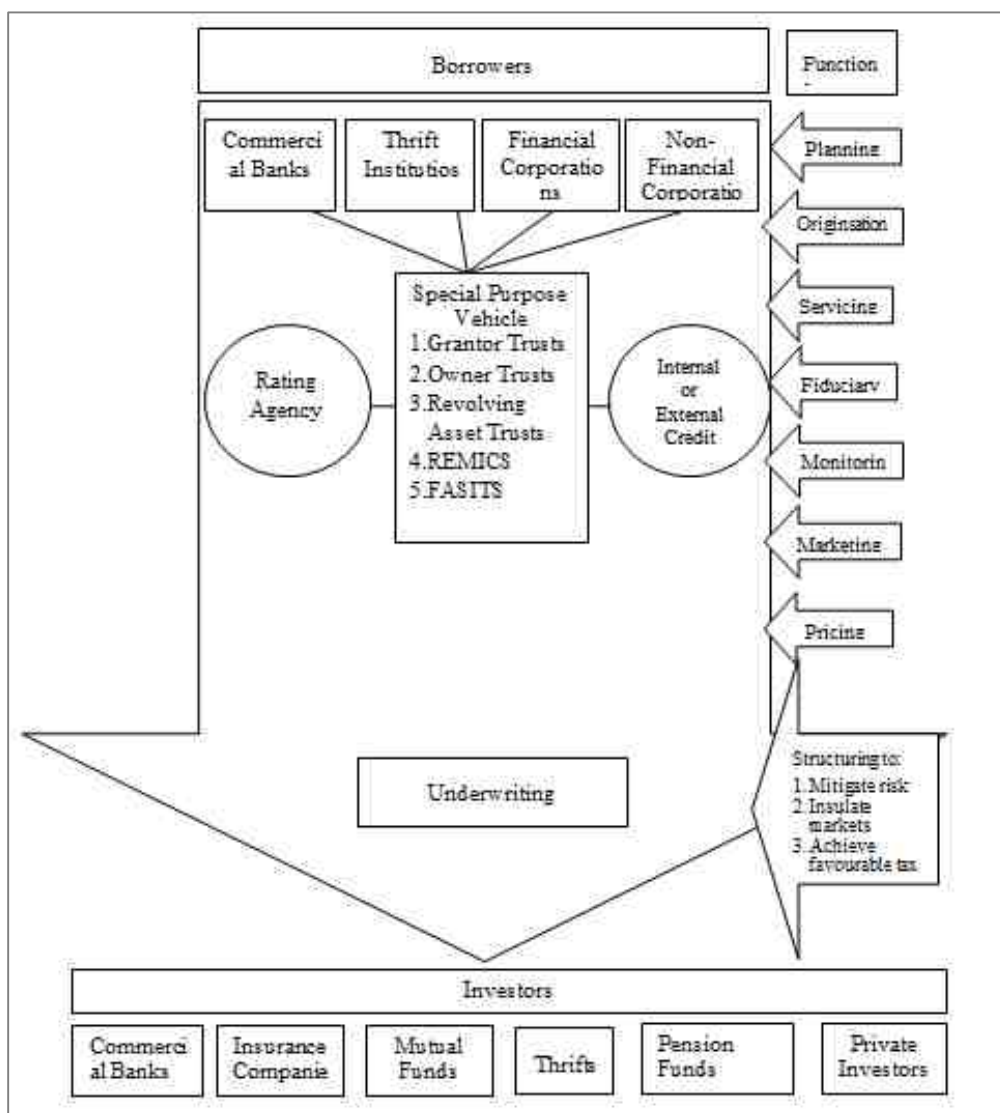 Borrowers
Function
Commerci
al Banks
Thrift
Institutios
Financial
Corporatio
ns
Non-
Financial
Corporatio
Planning
Originsation
Servicing
Fiduciary
Monitorin
Marketing
Pricing
Special Purpose
Vehicle
1.Grantor Trusts
2.Owner Trusts
3.Revolving
Asset Trusts
4.REMICS
5.FASITS
Rating
Agency
Internal
or
External
Credit
Structuring to:
1.Mitigate risk
2.Insulate
markets
3.Achieve
favourable tax
Underwriting
Investors
Commerci
al Banks
Insurance
Companie
Mutual
Funds
Thrifts
Pension
Funds
Private
Investors